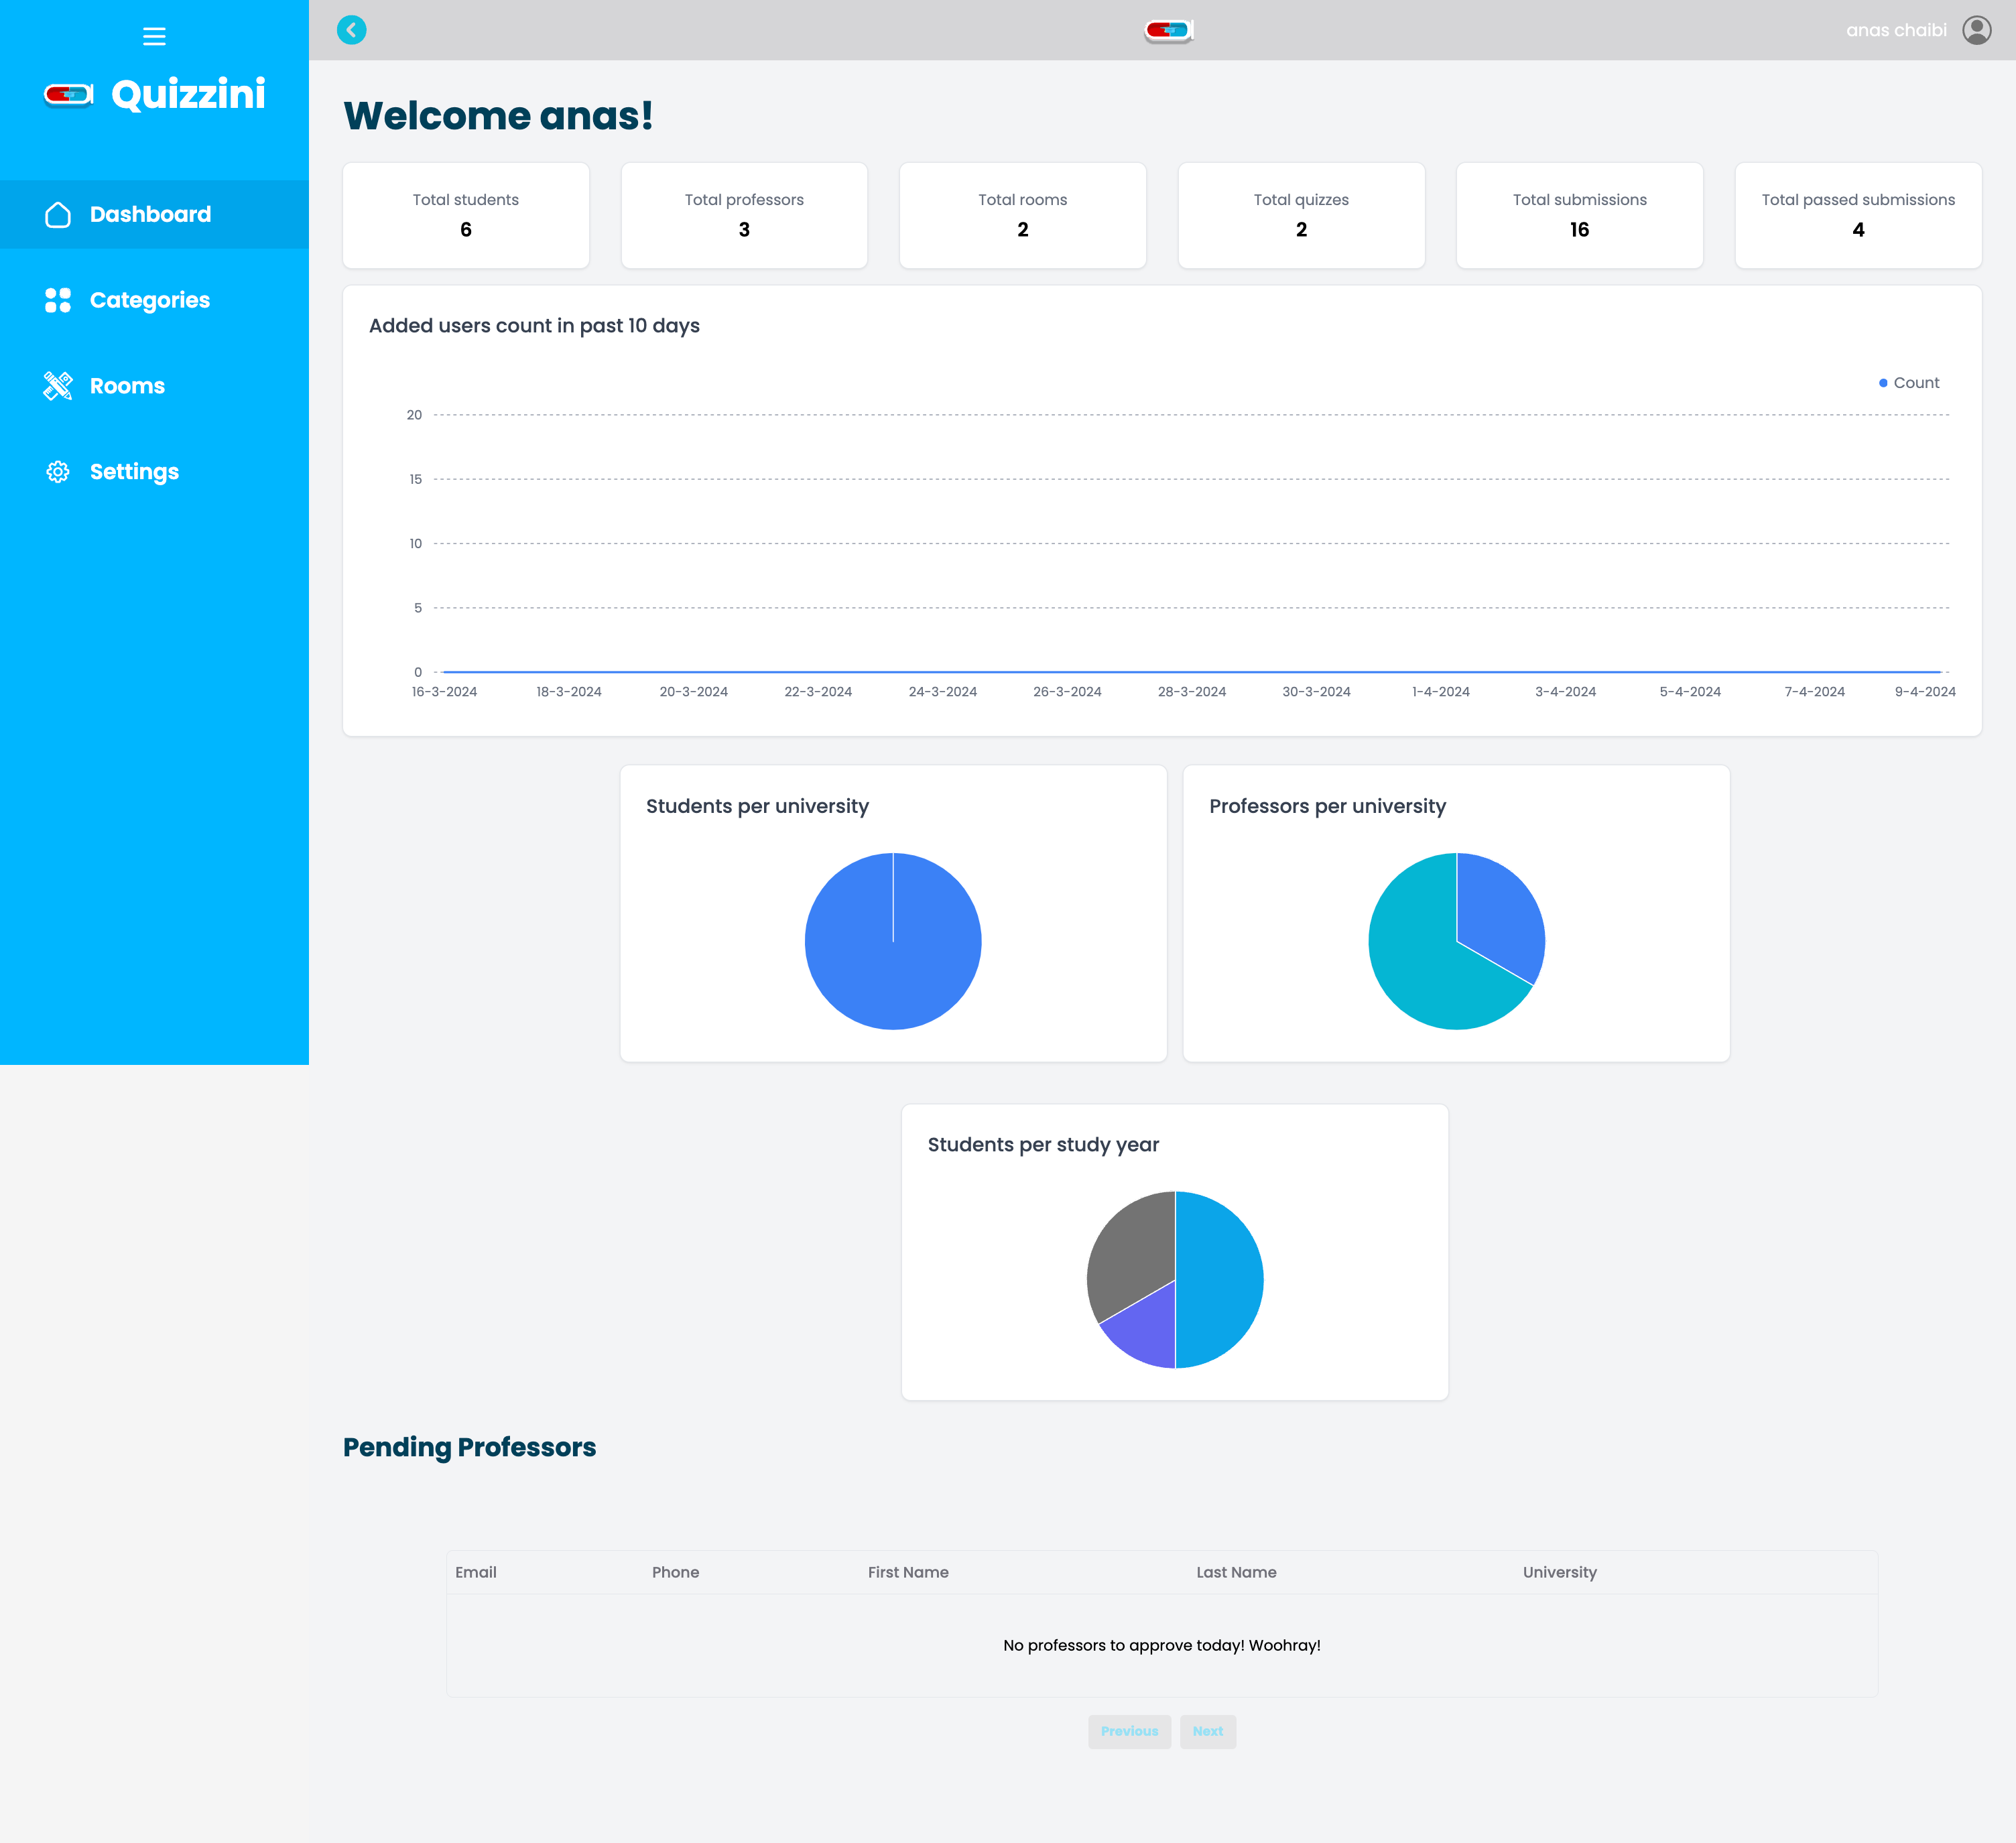 anas chaibi
Quizzini
Dashboard
Categories
Rooms
Settings
Welcome anas!
Total students
6
Total professors
3
Total rooms
2
Total quizzes
2
Total submissions
16
Total passed submissions
4
Added users count in past 10 days
Count
20
15
10
5
0
16-3-2024 18-3-2024 20-3-2024 22-3-2024 24-3-2024 26-3-2024 28-3-2024 30-3-2024 1-4-2024 3-4-2024 5-4-2024 7-4-2024 9-4-2024
Students per university
Professors per university
Students per study year
Pending Professors
Email Phone First Name Last Name University
No professors to approve today! Woohray!
Previous Next